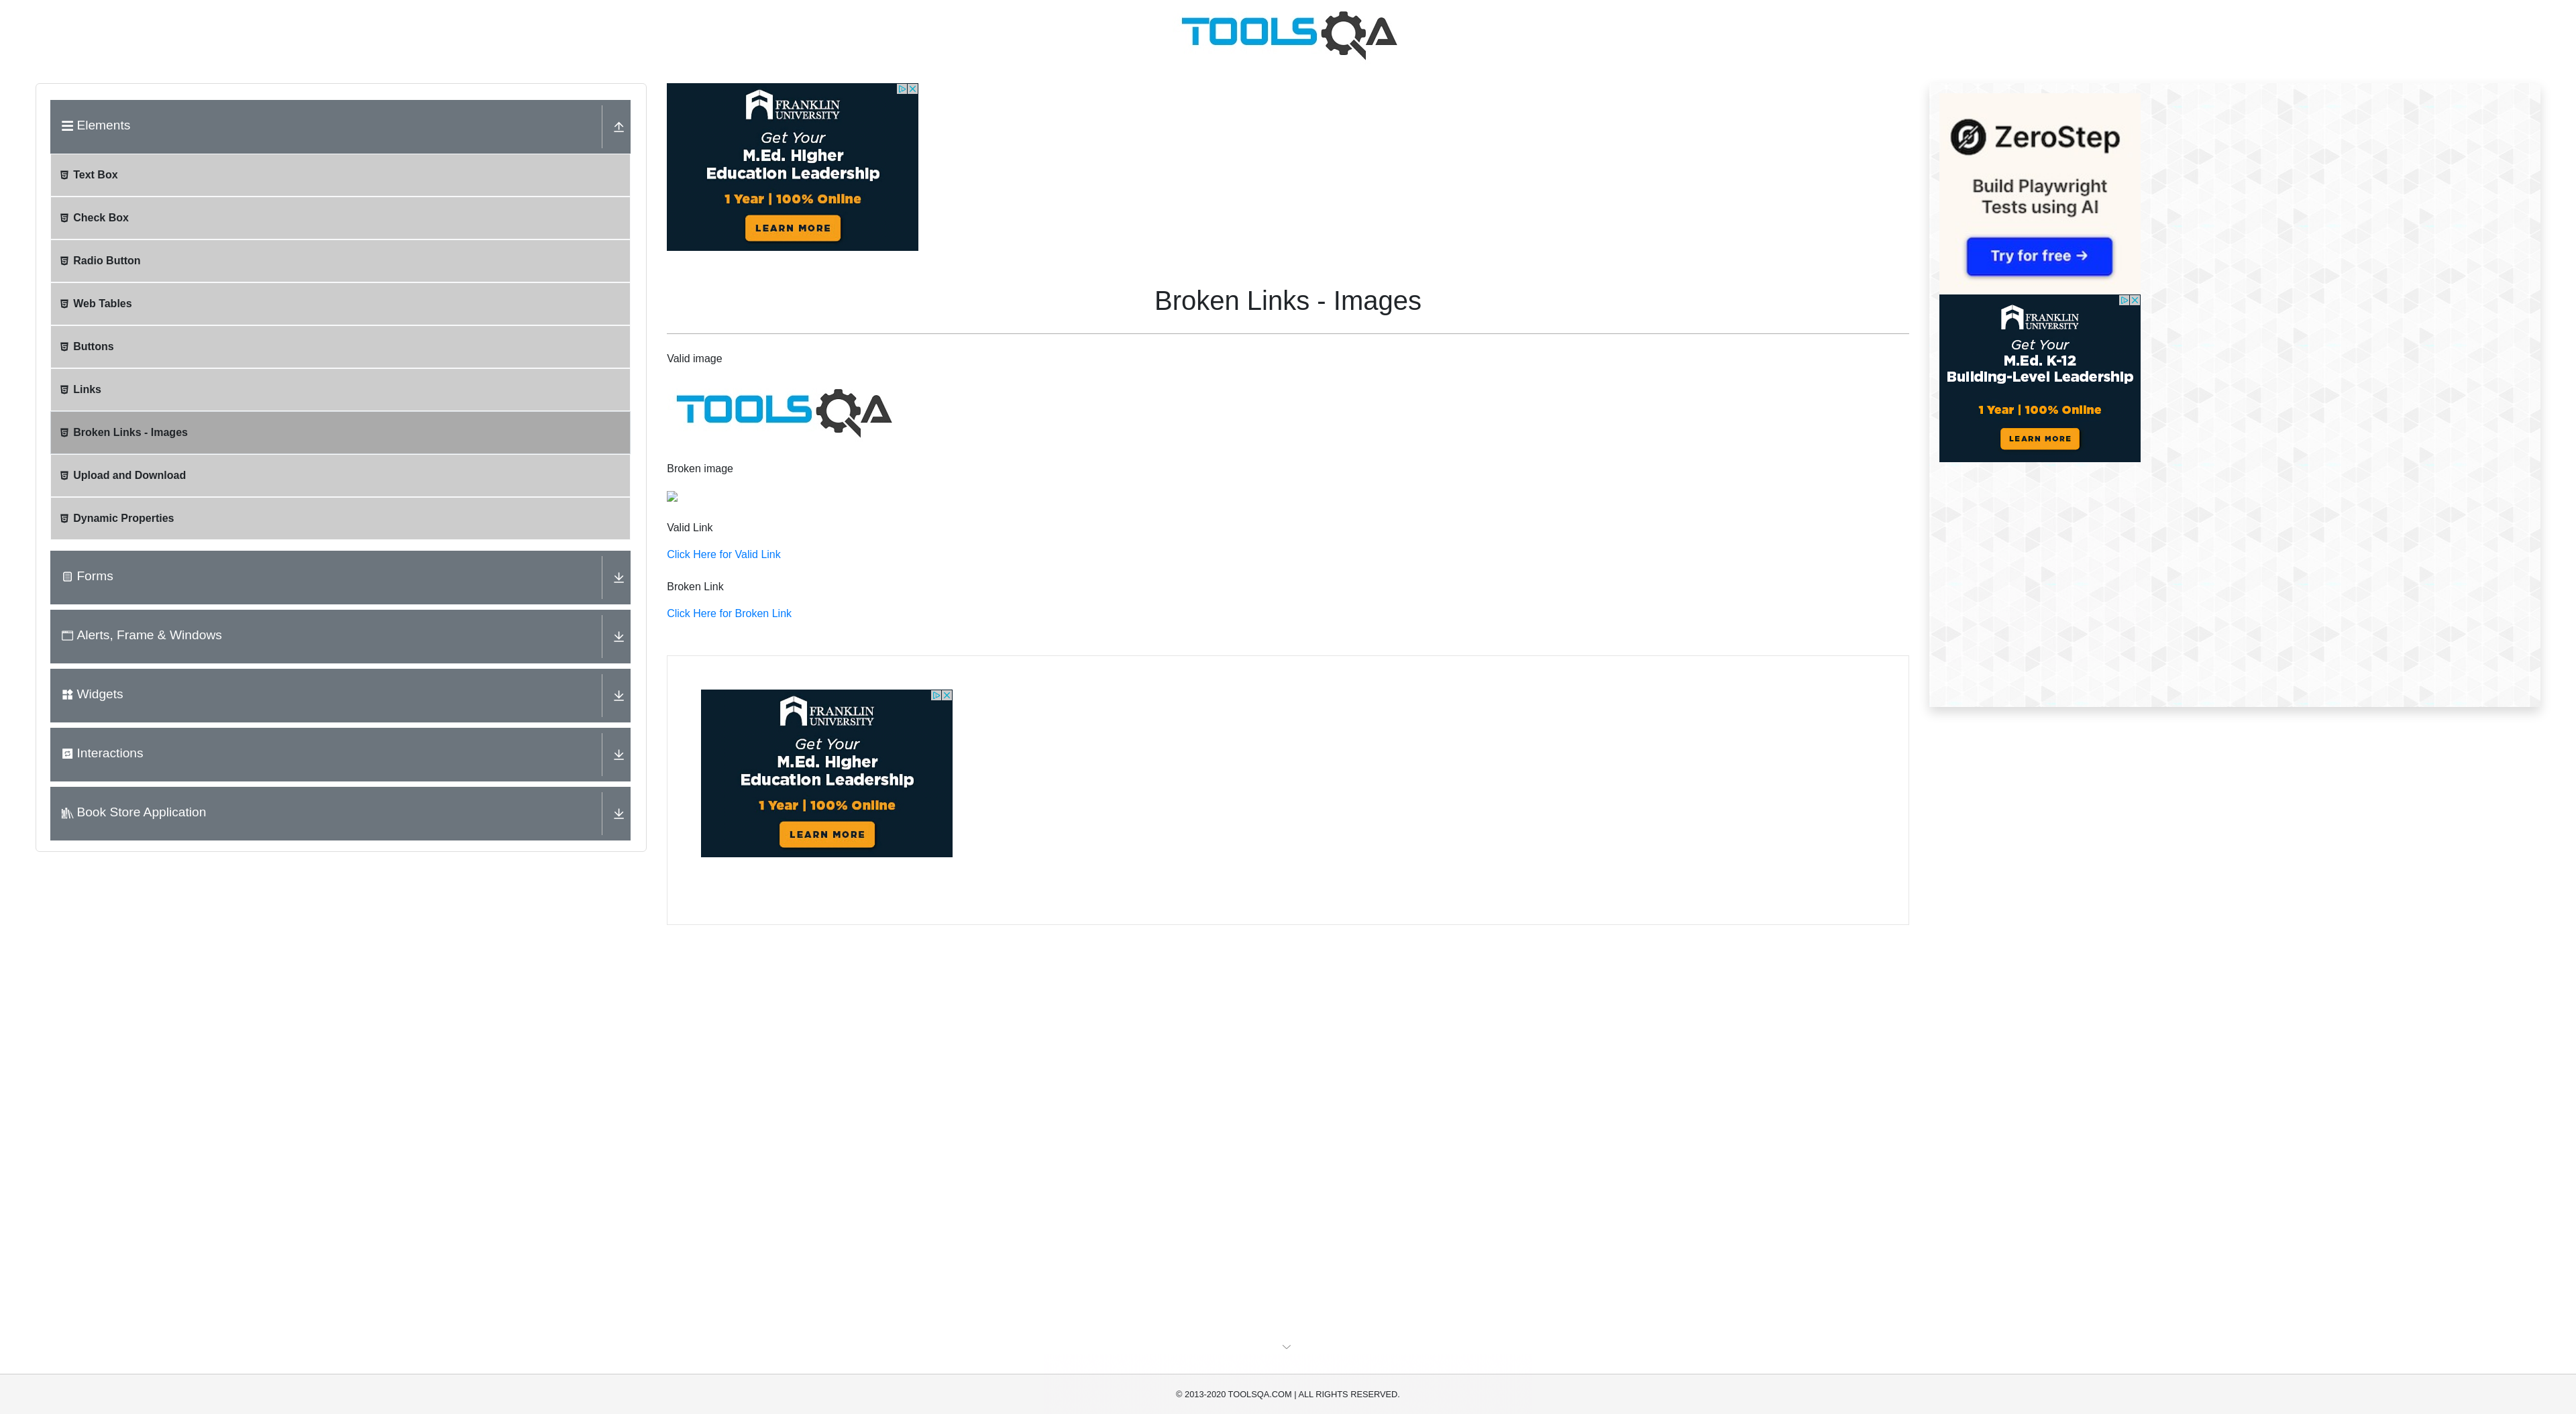 TOOLSQA
Elements
Text Box
Check Box
Radio Button
Web Tables
Buttons
Links
Broken Links - Images
Upload and Download
Dynamic Properties
Forms
Alerts, Frame & Windows
Widgets
Interactions
Book Store Application
FRANKLIN
UNIVERSITY
Get Your
M.Ed. Higher
Education Leadership
1 Year | 100% Online
LEARN MORE
Broken Links - Images
Valid image
TOOLSQA
Broken image
Valid Link
Click Here for Valid Link
Broken Link
Click Here for Broken Link
FRANKLIN
UNIVERSITY
Get Your
M.Ed. Higher
Education Leadership
1 Year | 100% Online
LEARN MORE
ZeroStep
Build Playwright
Tests using AI
Try for free →
FRANKLIN
UNIVERSITY
Get Your
M.Ed. K-12
Building-Level Leadership
1 Year | 100% Online
LEARN MORE
© 2013-2020 TOOLSQA.COM | ALL RIGHTS RESERVED.